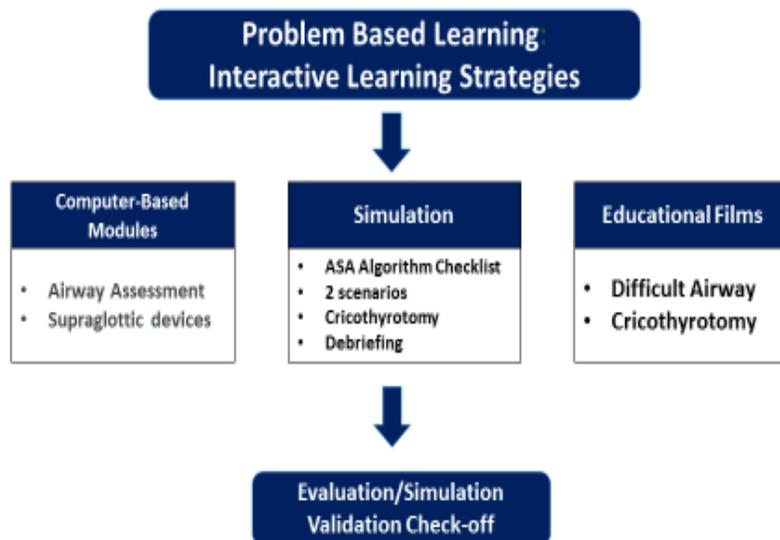 Problem Based Learning:
Interactive Learning Strategies
Computer-Based
Modules
• Airway Assessment
• Supraglottic devices
Simulation
• ASA Algorithm Checklist
• 2 scenarios
• Cricothyrotomy
• Debriefing
Educational Films
• Difficult Airway
• Cricothyrotomy
Evaluation/Simulation
Validation Check-off